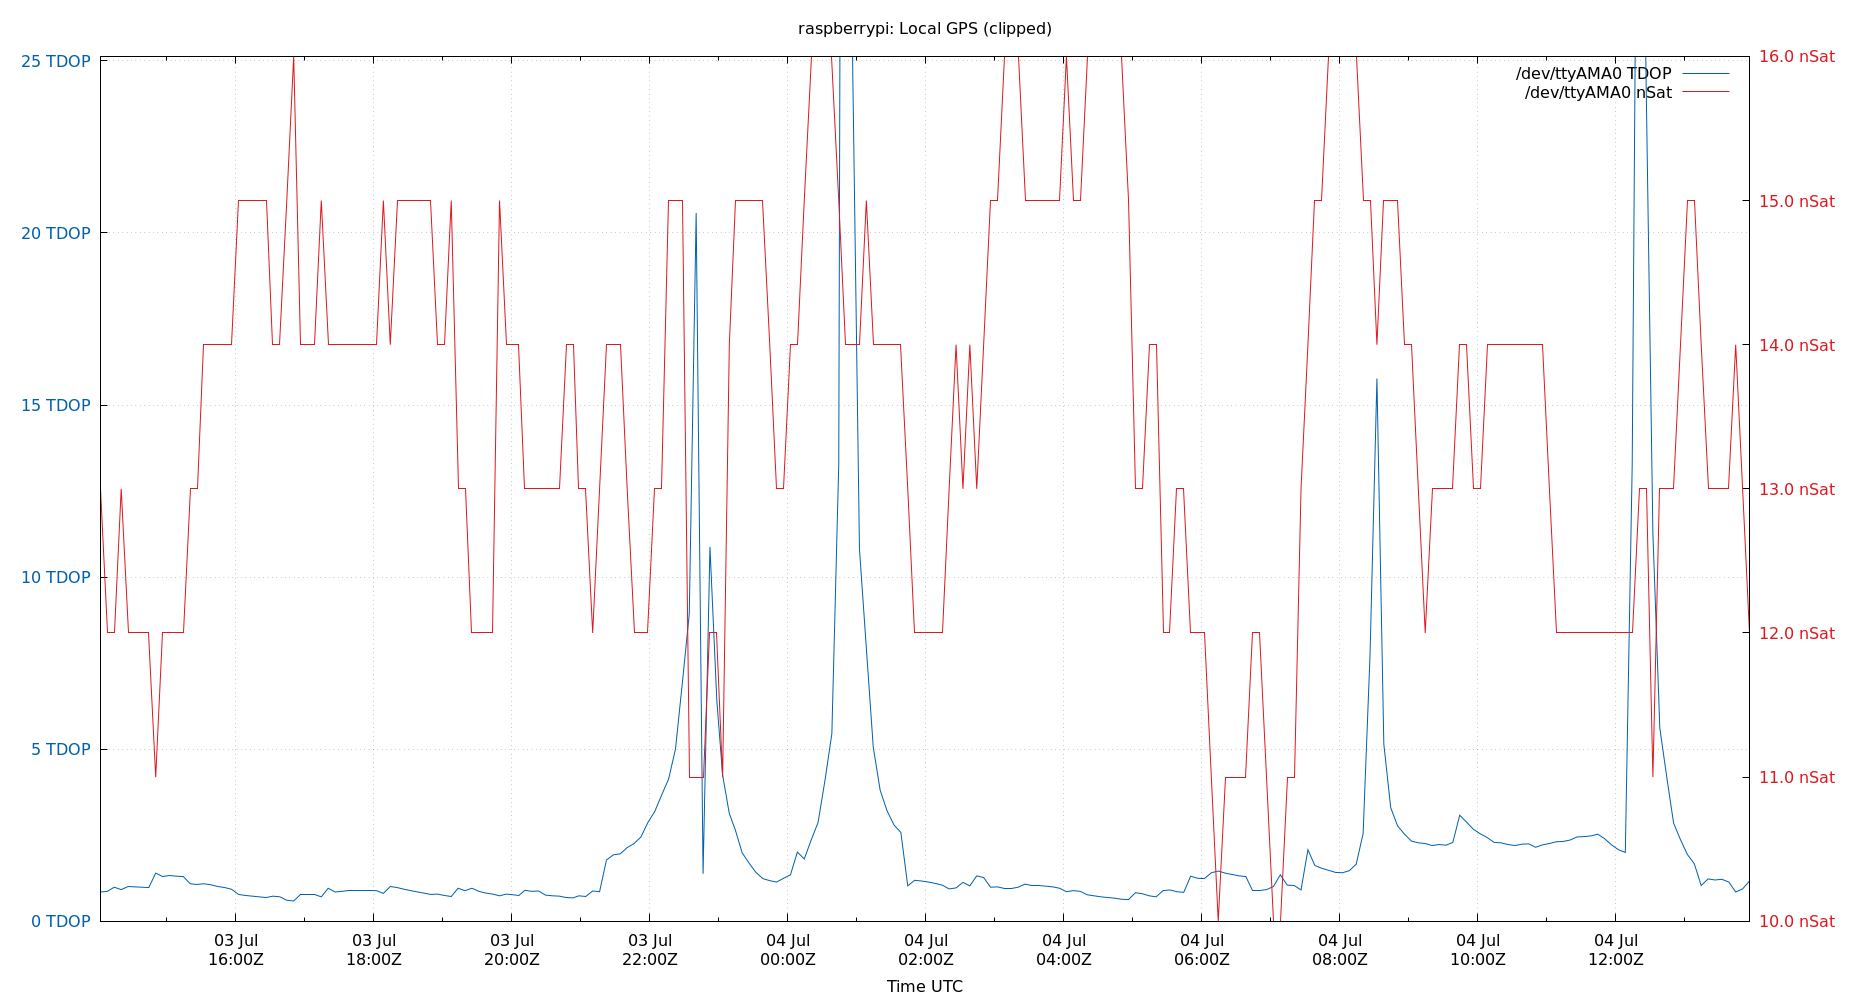 raspberrypi: Local GPS (clipped)
/dev/ttyAMA0 TDOP
/dev/ttyAMA0 nSat
25 TDOP
20 TDOP
15 TDOP
10 TDOP
5 TDOP
0 TDOP
16.0 nSat
15.0 nSat
14.0 nSat
13.0 nSat
12.0 nSat
11.0 nSat
10.0 nSat
03 Jul
16:00Z
03 Jul
18:00Z
03 Jul
20:00Z
03 Jul
22:00Z
04 Jul
00:00Z
04 Jul
02:00Z
04 Jul
04:00Z
04 Jul
06:00Z
04 Jul
08:00Z
04 Jul
10:00Z
04 Jul
12:00Z
Time UTC